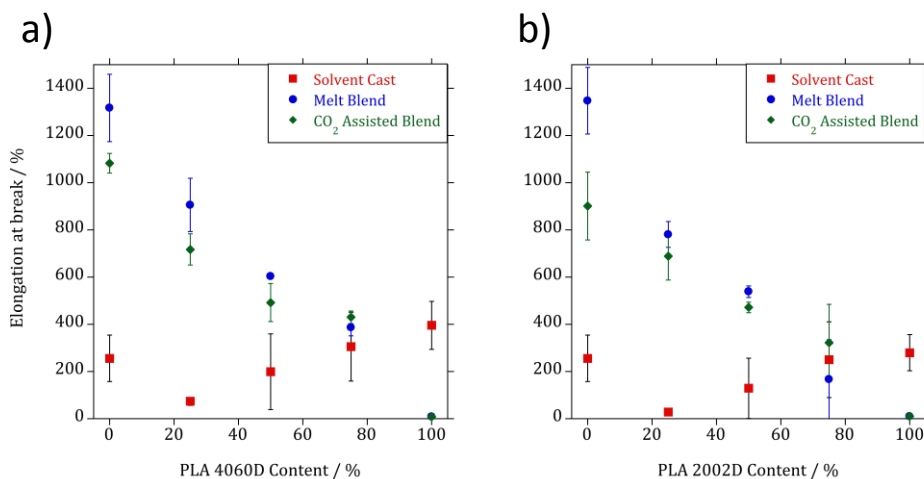 a)
b)
Elongation at break / %
1400
1200
1000
800
600
400
200
0
0 20 40 60 80 100
PLA 4060D Content / %
Solvent Cast
Melt Blend
CO₂ Assisted Blend
1400
1200
1000
800
600
400
200
0
0 20 40 60 80 100
PLA 2002D Content / %
Solvent Cast
Melt Blend
CO₂ Assisted Blend